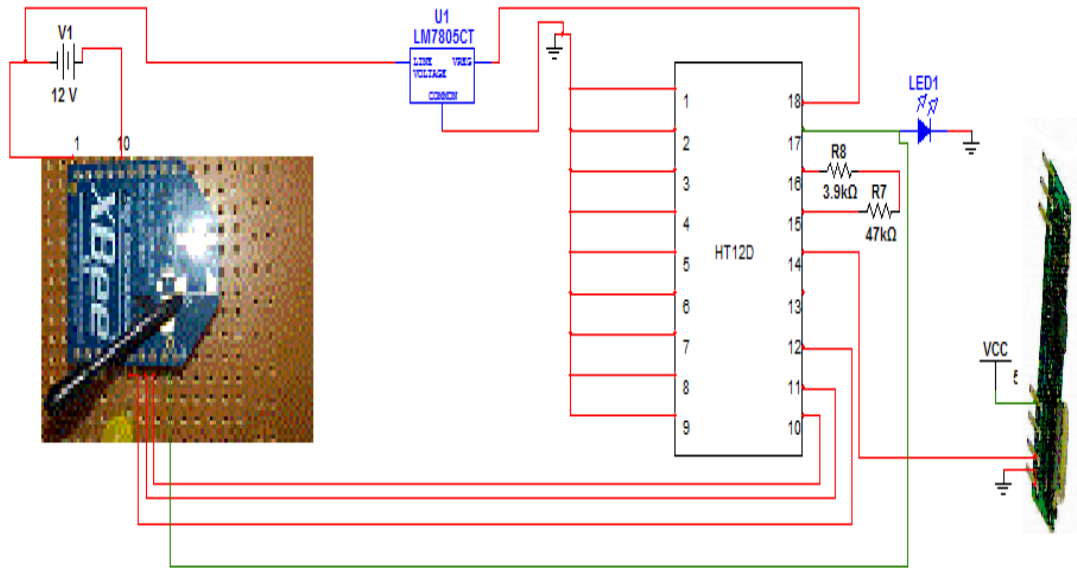 V1
12 V
U1
LM7805CT
LINE VREG
VOLTAGE
COMMON
1 10
XBee
HT12D
1
2
3
4
5
6
7
8
9
18
17
16
15
14
13
12
11
10
R8
3.9kΩ
R7
47kΩ
LED1
VCC